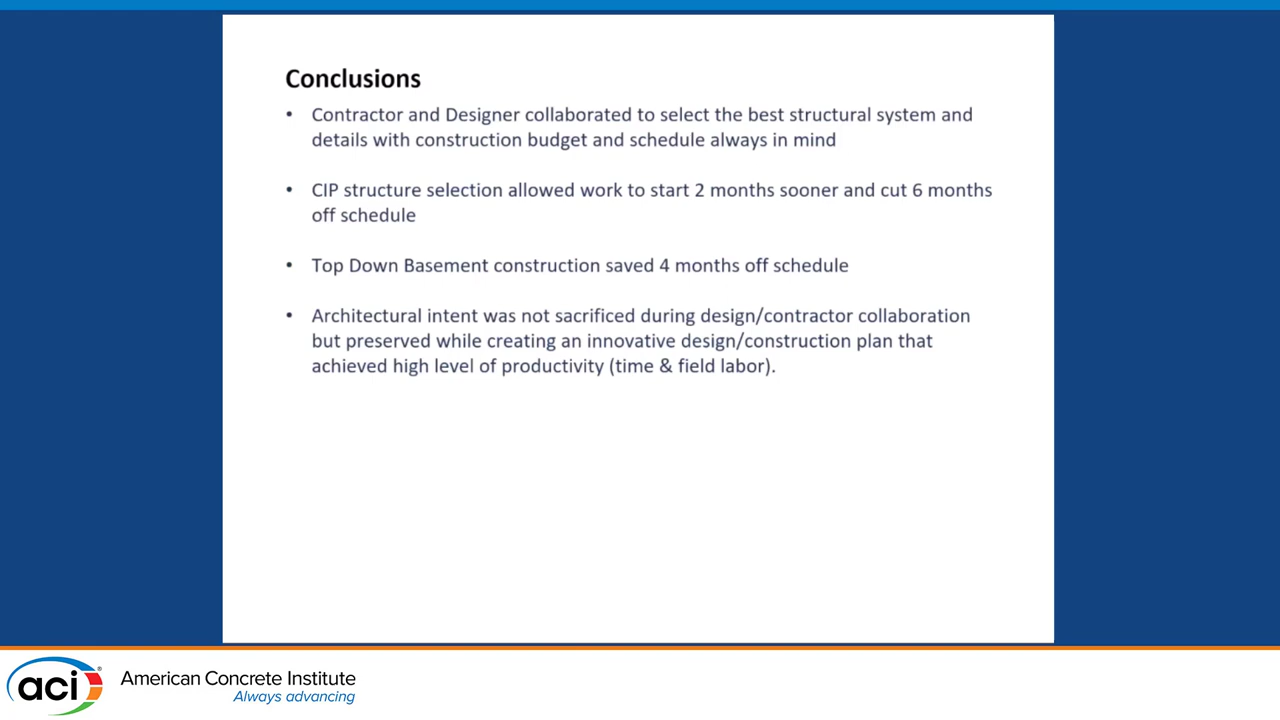 Conclusions
• Contractor and Designer collaborated to select the best structural system and
details with construction budget and schedule always in mind
• CIP structure selection allowed work to start 2 months sooner and cut 6 months
off schedule
• Top Down Basement construction saved 4 months off schedule
• Architectural intent was not sacrificed during design/contractor collaboration
but preserved while creating an innovative design/construction plan that
achieved high level of productivity (time & field labor).
aci®
American Concrete Institute
Always advancing